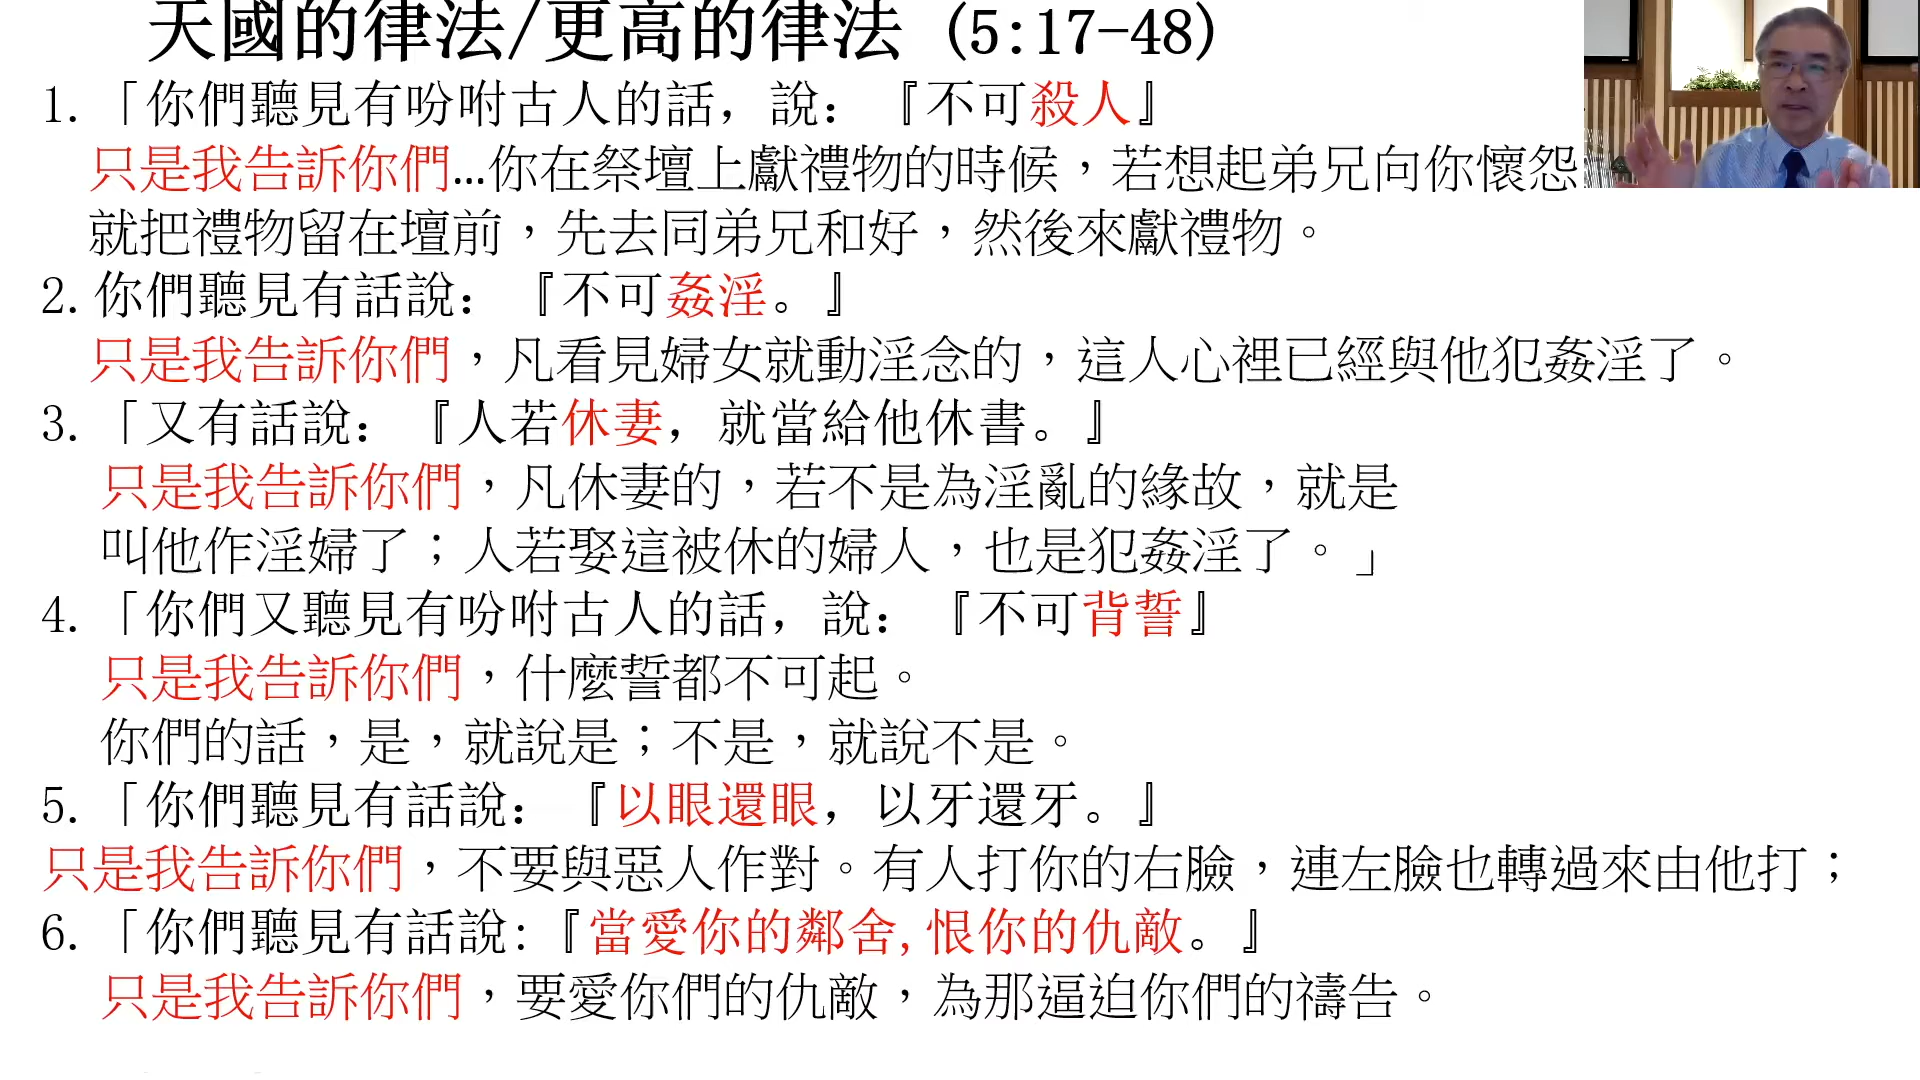 天國的律法/更高的律法 (5:17-48)
1.「你們聽見有吩咐古人的話，說：『不可殺人』
只是我告訴你們…你在祭壇上獻禮物的時候，若想起弟兄向你懷怨
就把禮物留在壇前，先去同弟兄和好，然後來獻禮物。
2.你們聽見有話說：『不可姦淫。』
只是我告訴你們，凡看見婦女就動淫念的，這人心裡已經與他犯姦淫了。
3.「又有話說：『人若休妻，就當給他休書。』
只是我告訴你們，凡休妻的，若不是為淫亂的緣故，就是
叫他作淫婦了；人若娶這被休的婦人，也是犯姦淫了。」
4.「你們又聽見有吩咐古人的話，說：『不可背誓』
只是我告訴你們，什麼誓都不可起。
你們的話，是，就說是；不是，就說不是。
5.「你們聽見有話說：『以眼還眼，以牙還牙。』
只是我告訴你們，不要與惡人作對。有人打你的右臉，連左臉也轉過來由他打；
6.「你們聽見有話說:『當愛你的鄰舍,恨你的仇敵。』
只是我告訴你們，要愛你們的仇敵，為那逼迫你們的禱告。